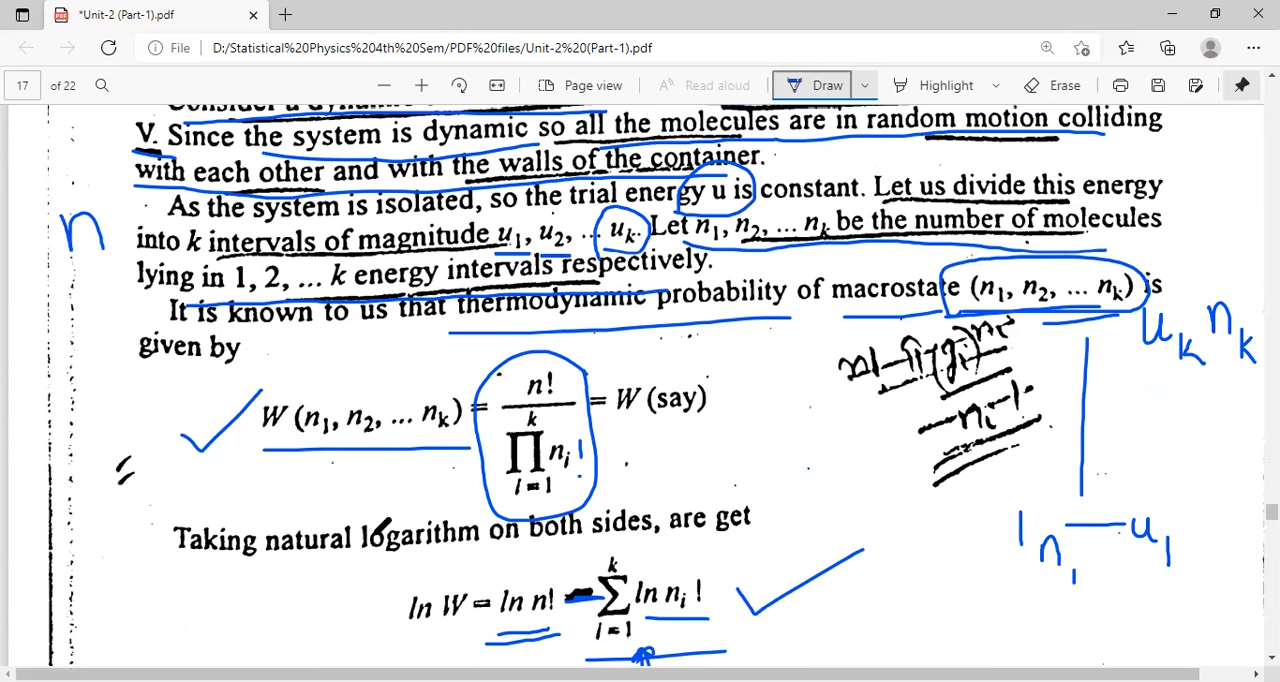 *Unit-2 (Part-1).pdf
File D:/Statistical%20Physics%204th%20Sem/PDF%20files/Unit-2%20(Part-1).pdf
17 of 22 Page view Read aloud Draw Highlight Erase
V. Since the system is dynamic so all the molecules are in random motion colliding
with each other and with the walls of the container.
As the system is isolated, so the trial energy u is constant. Let us divide this energy
n
into k intervals of magnitude u₁, u₂, ... uₖ. Let n₁, n₂, ... nₖ be the number of molecules
lying in 1, 2, ... k energy intervals respectively.
It is known to us that thermodynamic probability of macrostate (n₁, n₂, ... nₖ) is
given by
uₖ nₖ
W (n₁, n₂, ... nₖ) = n! / ∏ᵢ₌₁ᵏ nᵢ ! = W (say)
Taking natural logarithm on both sides, are get
1 n₁ u₁
ln W = ln n! - ∑ᵢ₌₁ᵏ ln nᵢ !